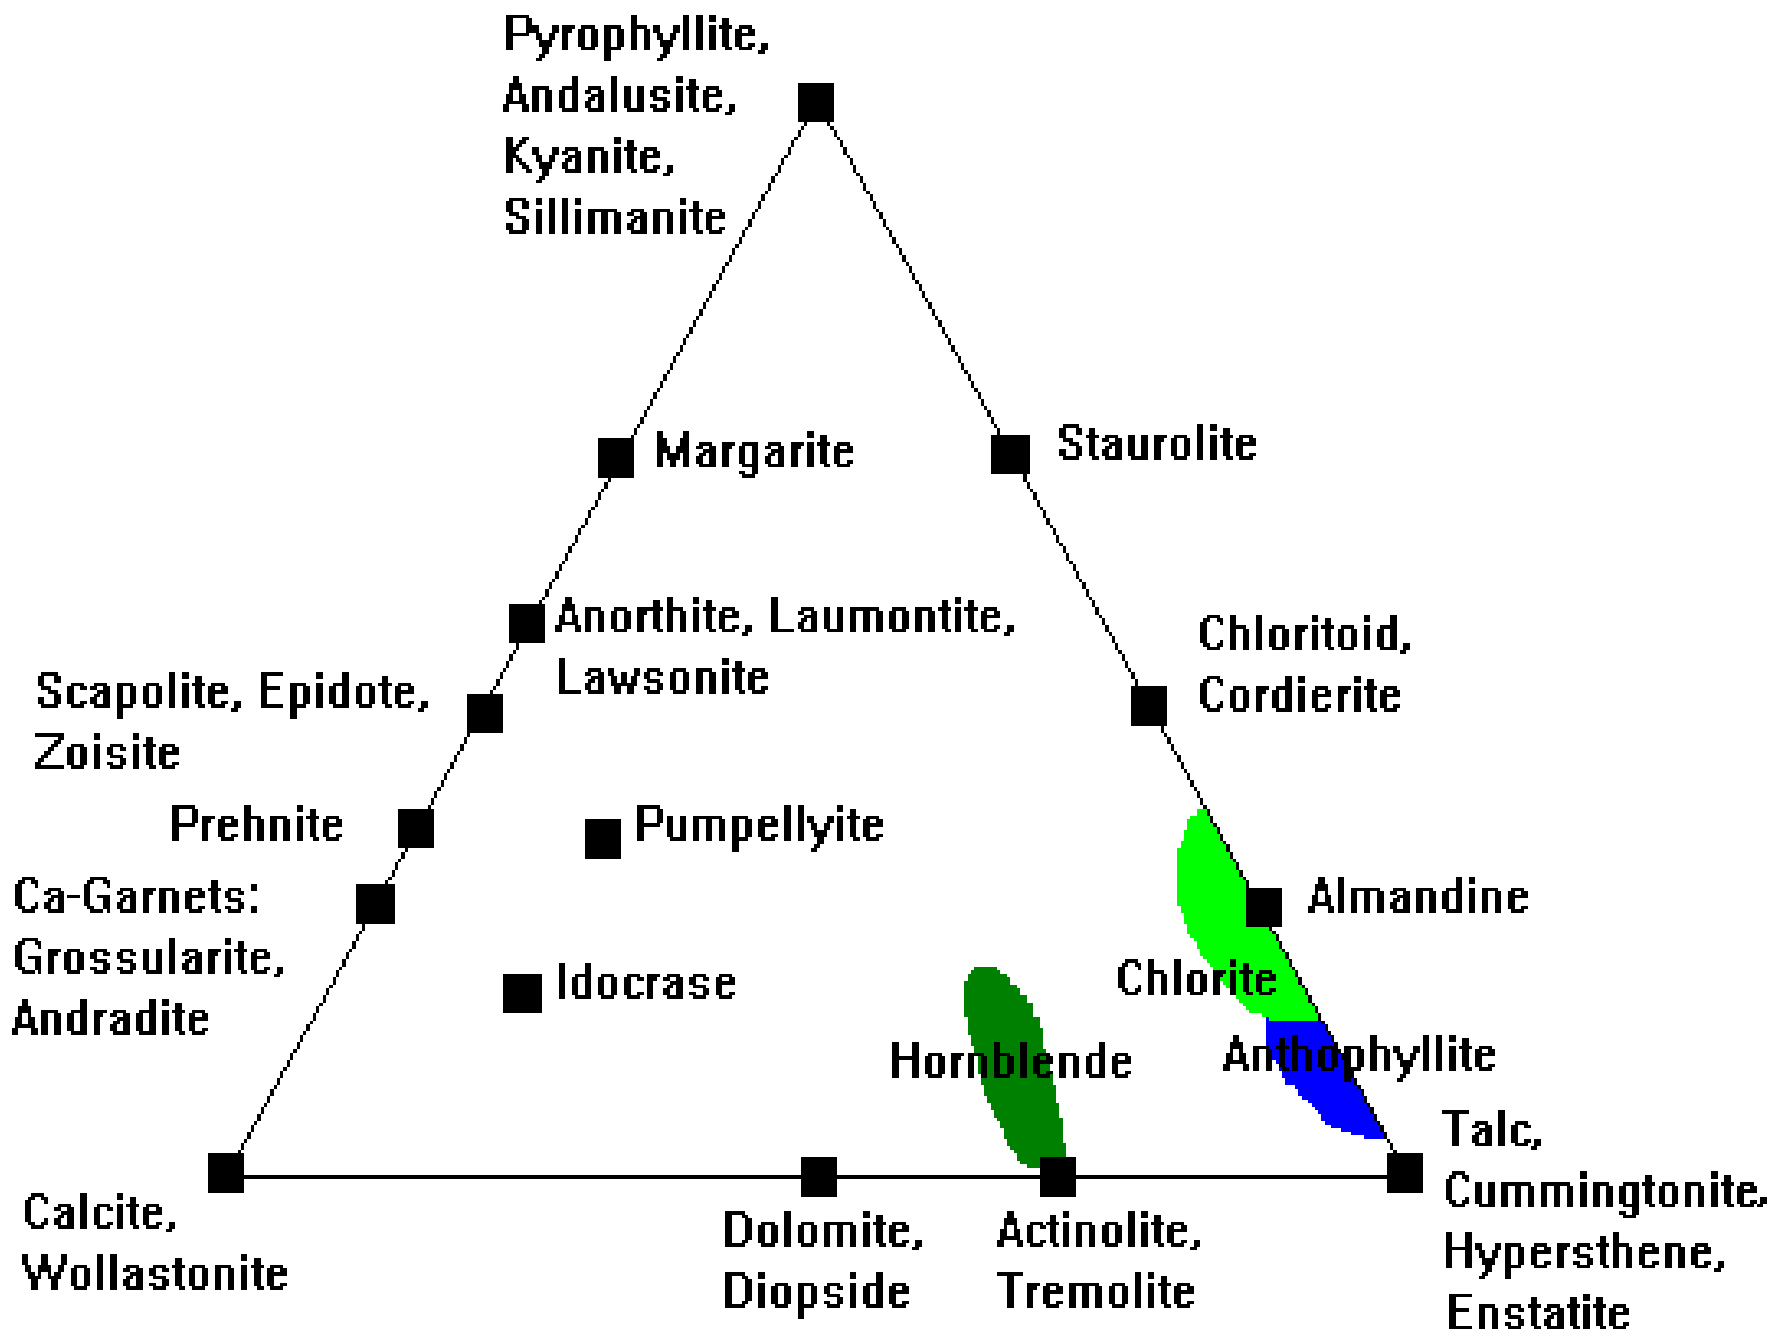 Pyrophyllite,
Andalusite,
Kyanite,
Sillimanite
Margarite
Staurolite
Anorthite, Laumontite,
Lawsonite
Chloritoid,
Cordierite
Scapolite, Epidote,
Zoisite
Prehnite
Pumpellyite
Ca-Garnets:
Grossularite,
Andradite
Almandine
Idocrase
Chlorite
Hornblende
Anthophyllite
Talc,
Cummingtonite,
Hypersthene,
Enstatite
Calcite,
Wollastonite
Dolomite,
Diopside
Actinolite,
Tremolite